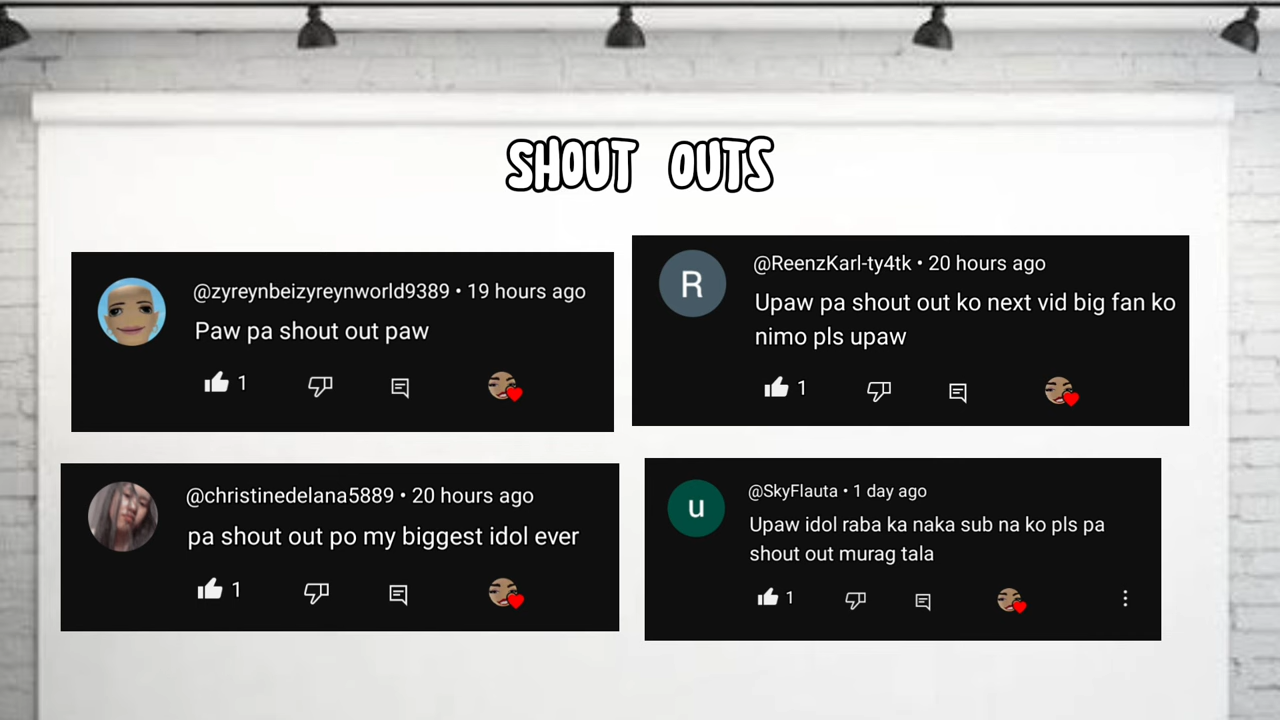 SHOUT OUTS
@zyreynbeizyreynworld9389 • 19 hours ago
Paw pa shout out paw
1
R
@ReenzKarl-ty4tk • 20 hours ago
Upaw pa shout out ko next vid big fan ko
nimo pls upaw
1
@christinedelana5889 • 20 hours ago
pa shout out po my biggest idol ever
1
u
@SkyFlauta • 1 day ago
Upaw idol raba ka naka sub na ko pls pa
shout out murag tala
1